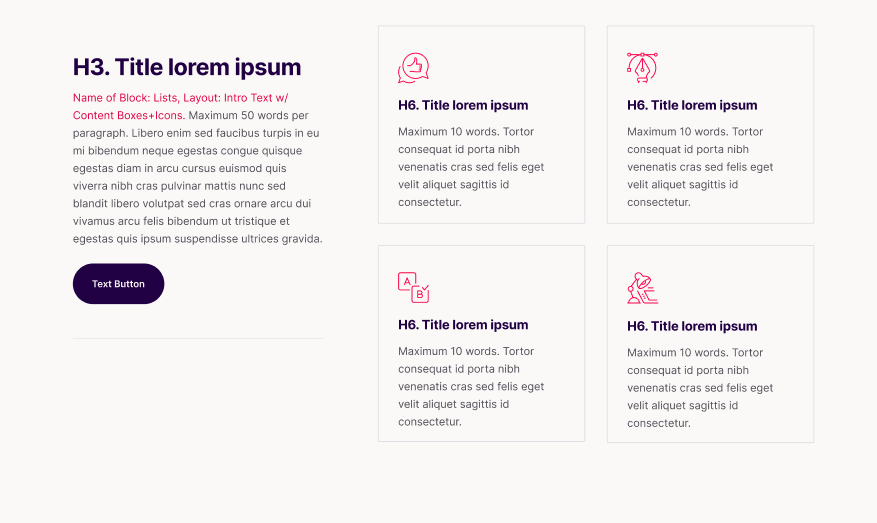 H3. Title lorem ipsum
Name of Block: Lists, Layout: Intro Text w/
Content Boxes+Icons. Maximum 50 words per
paragraph. Libero enim sed faucibus turpis in eu
mi bibendum neque egestas congue quisque
egestas diam in arcu cursus euismod quis
viverra nibh cras pulvinar mattis nunc sed
blandit libero volutpat sed cras ornare arcu dui
vivamus arcu felis bibendum ut tristique et
egestas quis ipsum suspendisse ultrices gravida.
Text Button
H6. Title lorem ipsum
Maximum 10 words. Tortor
consequat id porta nibh
venenatis cras sed felis eget
velit aliquet sagittis id
consectetur.
H6. Title lorem ipsum
Maximum 10 words. Tortor
consequat id porta nibh
venenatis cras sed felis eget
velit aliquet sagittis id
consectetur.
A
B
H6. Title lorem ipsum
Maximum 10 words. Tortor
consequat id porta nibh
venenatis cras sed felis eget
velit aliquet sagittis id
consectetur.
H6. Title lorem ipsum
Maximum 10 words. Tortor
consequat id porta nibh
venenatis cras sed felis eget
velit aliquet sagittis id
consectetur.